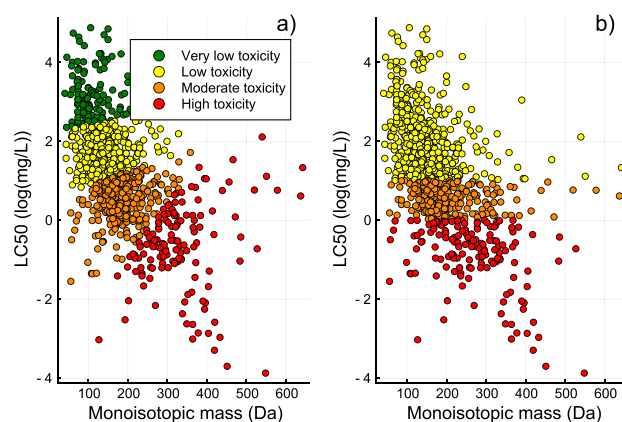 a)
b)
Very low toxicity
Low toxicity
Moderate toxicity
High toxicity
LC50 (log(mg/L))
4
2
0
- 2
- 4
100 200 300 400 500 600
Monoisotopic mass (Da)
LC50 (log(mg/L))
4
2
0
- 2
- 4
100 200 300 400 500 600
Monoisotopic mass (Da)